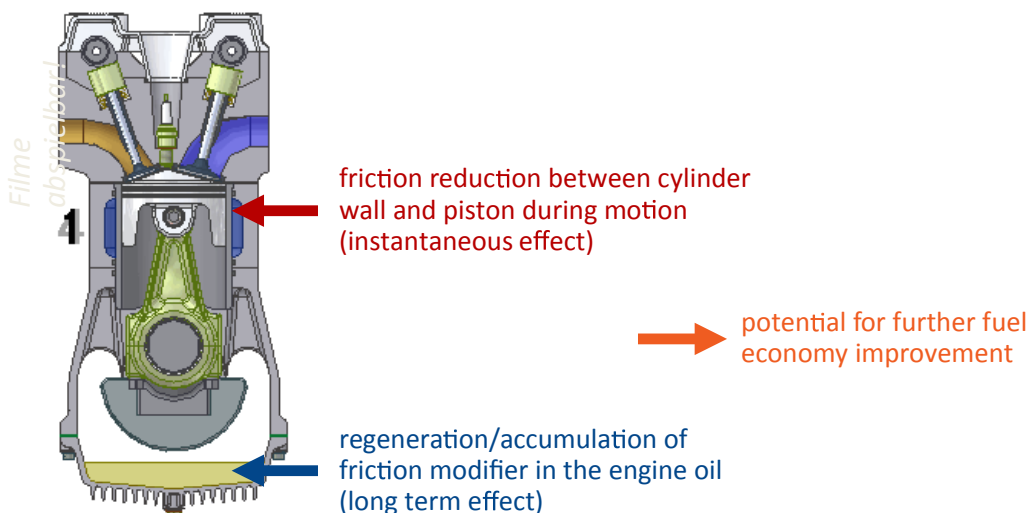 Filme
abspielbar!
friction reduction between cylinder
wall and piston during motion
(instantaneous effect)
potential for further fuel
economy improvement
regeneration/accumulation of
friction modifier in the engine oil
(long term effect)